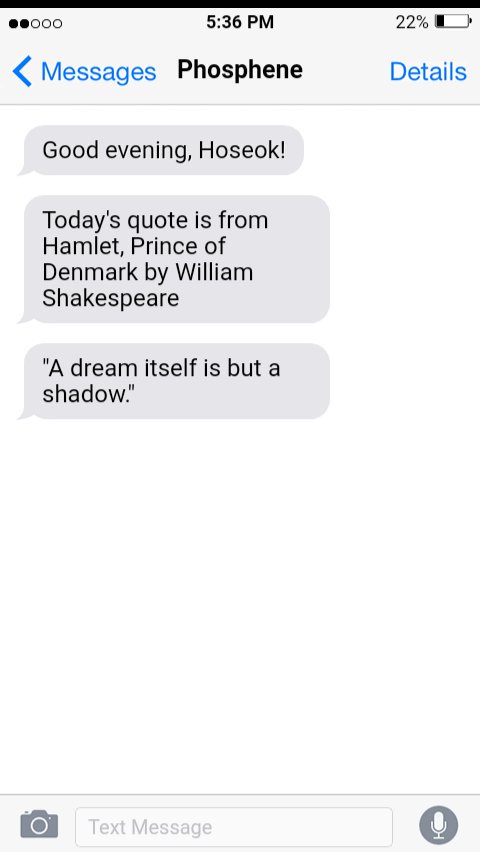 5:36 PM
22%
Messages
Phosphene
Details
Good evening, Hoseok!
Today's quote is from
Hamlet, Prince of
Denmark by William
Shakespeare
"A dream itself is but a
shadow."
Text Message